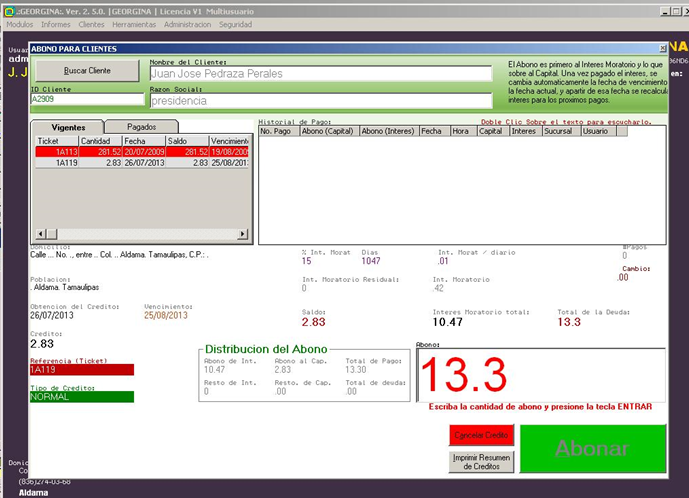 .:GEORGINA:. Ver. 2. 5.0. |GEORGINA | Licencia V1 Multiusuario
Modulos Informes Clientes Herramientas Administracion Seguridad
ABONO PARA CLIENTES
Buscar Cliente
Nombre del Cliente:
Juan Jose Pedraza Perales
ID Cliente
A2909
Razon Social:
presidencia
El Abono es primero al Interes Moratorio y lo que
sobre al Capital. Una vez pagado el interes, se
cambia automaticamente la fecha de vencimiento
la fecha actual, y apartir de esa fecha se recalcula
interes para los proximos pagos.
Vigentes Pagados
Ticket Cantidad Fecha Saldo Vencimiento
1A113 281.52 20/07/2009 281.52 19/08/200
1A119 2.83 26/07/2013 2.83 25/08/201
Historial de Pago: Doble Clic Sobre el texto para escucharlo.
No. Pago Abono (Capital) Abono (Interes) Fecha Hora Capital Interes Sucursal Usuario
Domicilio:
Calle ... No. ., entre .. Col. .. Aldama. Tamaulipas, C.P.: .
Poblacion:
. Aldama. Tamaulipas
Obtencion del Credito: Vencimiento:
26/07/2013 25/08/2013
Credito:
2.83
Referencia (Ticket)
1A119
Tipo de Credito:
NORMAL
% Int. Morat Dias Int. Morat / diario
15 1047 .01
Int. Moratorio Residual: Int. Moratorio
0 .42
#Pagos
0
Cambio:
.00
Saldo: Interes Moratorio total: Total de la Deuda:
2.83 10.47 13.3
Distribucion del Abono
Abono de Int. Abono al Cap. Total de Pago:
10.47 2.83 13.30
Resto de Int. Resto. de Cap. Total de deuda:
0 .00 .00
Abono:
13.3
Escriba la cantidad de abono y presione la tecla ENTRAR
Cancelar Credito
Imprimir Resumen
de Creditos
Abonar
(836)274-03-68
Aldama